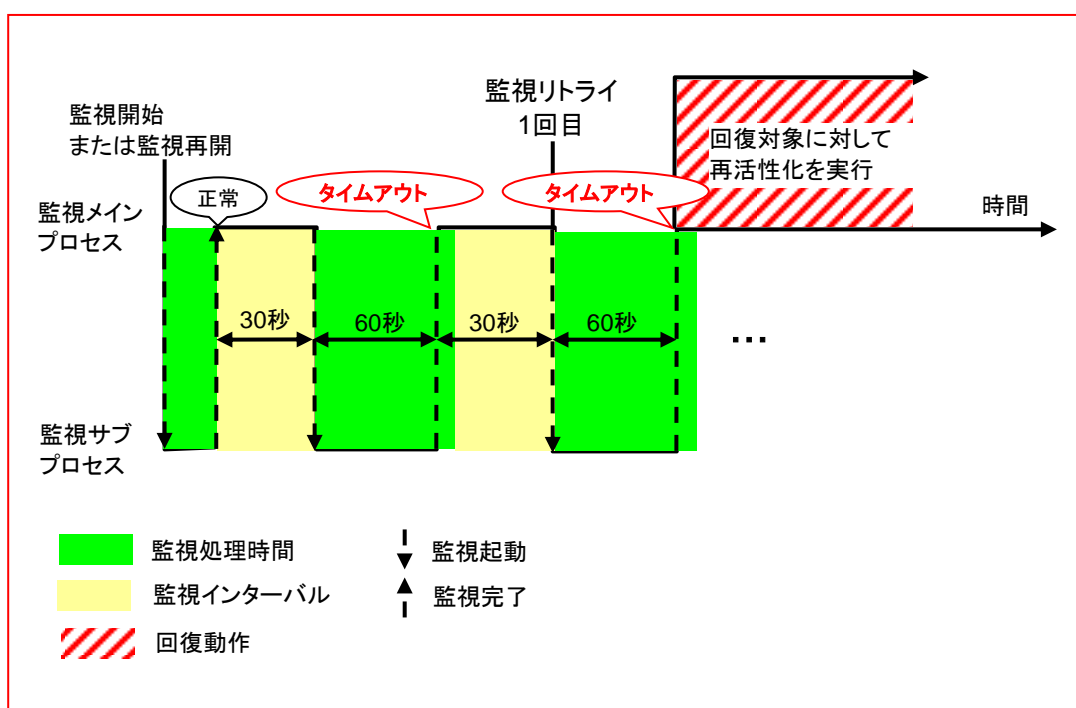 監視開始
または監視再開
監視リトライ
1回目
回復対象に対して
再活性化を実行
正常
タイムアウト
タイムアウト
監視メイン
プロセス
時間
30秒
60秒
30秒
60秒
...
監視サブ
プロセス
監視処理時間
監視起動
監視インターバル
監視完了
回復動作